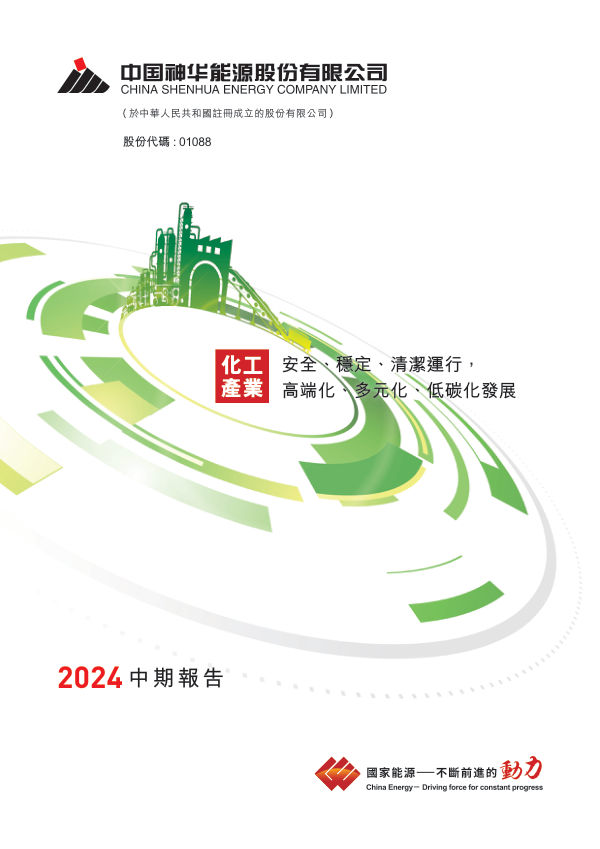 中国神华能源股份有限公司
CHINA SHENHUA ENERGY COMPANY LIMITED
（於中華人民共和國註冊成立的股份有限公司）
股份代碼 : 01088
化工
產業
安全、穩定、清潔運行，
高端化、多元化、低碳化發展
2024 中期報告
國家能源──不斷前進的動力
China Energy－ Driving force for constant progress